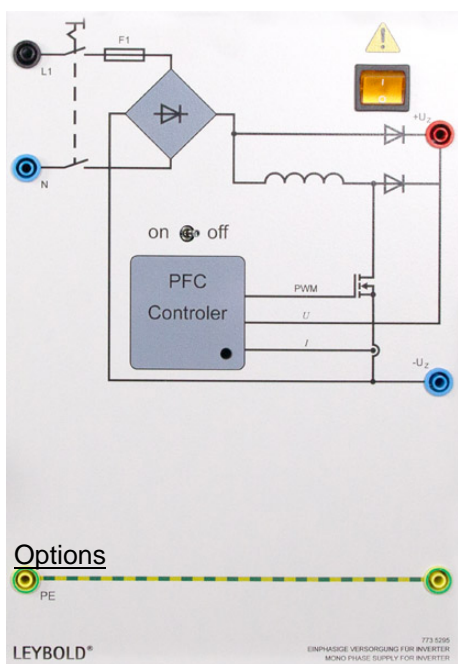 F1
L1
+U_Z
N
on off
PFC
Controler
PWM
U
I
-U_Z
Options
PE
773 5295
EINPHASIGE VERSORGUNG FÜR INVERTER
LEYBOLD®
MONO PHASE SUPPLY FOR INVERTER